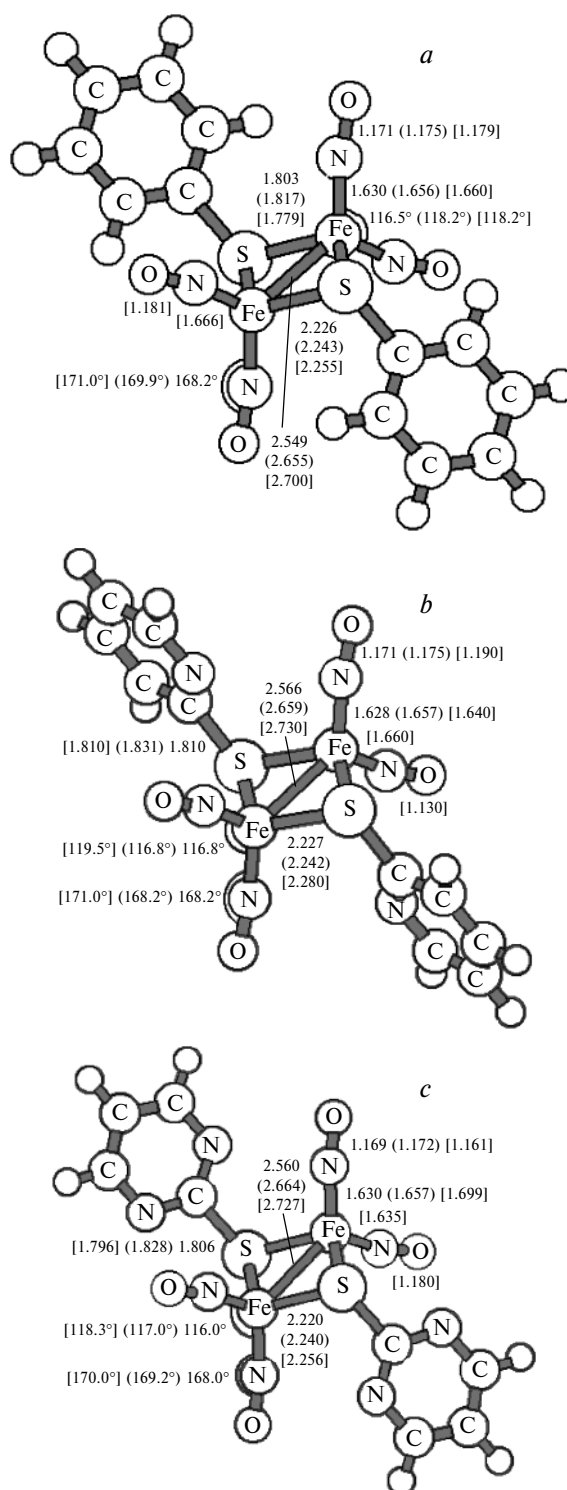 a
O
C
C
1.171 (1.175) [1.179]
C
C
N
1.803
(1.817)
[1.779]
1.630 (1.656) [1.660]
C
C
116.5° (118.2°) [118.2°]
Fe
S
N
O
O
N
S
[1.181]
[1.666]
Fe
2.226
(2.243)
[2.255]
C
C
[171.0°] (169.9°) 168.2°
N
C
C
O
2.549
(2.655)
[2.700]
C
C
b
C
C
C
O
N
1.171 (1.175) [1.190]
C
N
C
2.566
(2.659)
[2.730]
1.628 (1.657) [1.640]
[1.660]
[1.810] (1.831) 1.810
Fe
S
N
O
O
N
S
[1.130]
Fe
[119.5°] (116.8°) 116.8°
2.227
(2.242)
[2.280]
C
C
[171.0°] (168.2°) 168.2°
N
N
O
C
C
C
c
C
C
O
N
1.169 (1.172) [1.161]
C
N
C
2.560
(2.664)
[2.727]
N
1.630 (1.657) [1.699]
[1.635]
Fe
[1.796] (1.828) 1.806
S
N
O
O
N
S
[1.180]
Fe
[118.3°] (117.0°) 116.0°
2.220
(2.240)
[2.256]
N
C
[170.0°] (169.2°) 168.0°
N
C
N
O
C
C